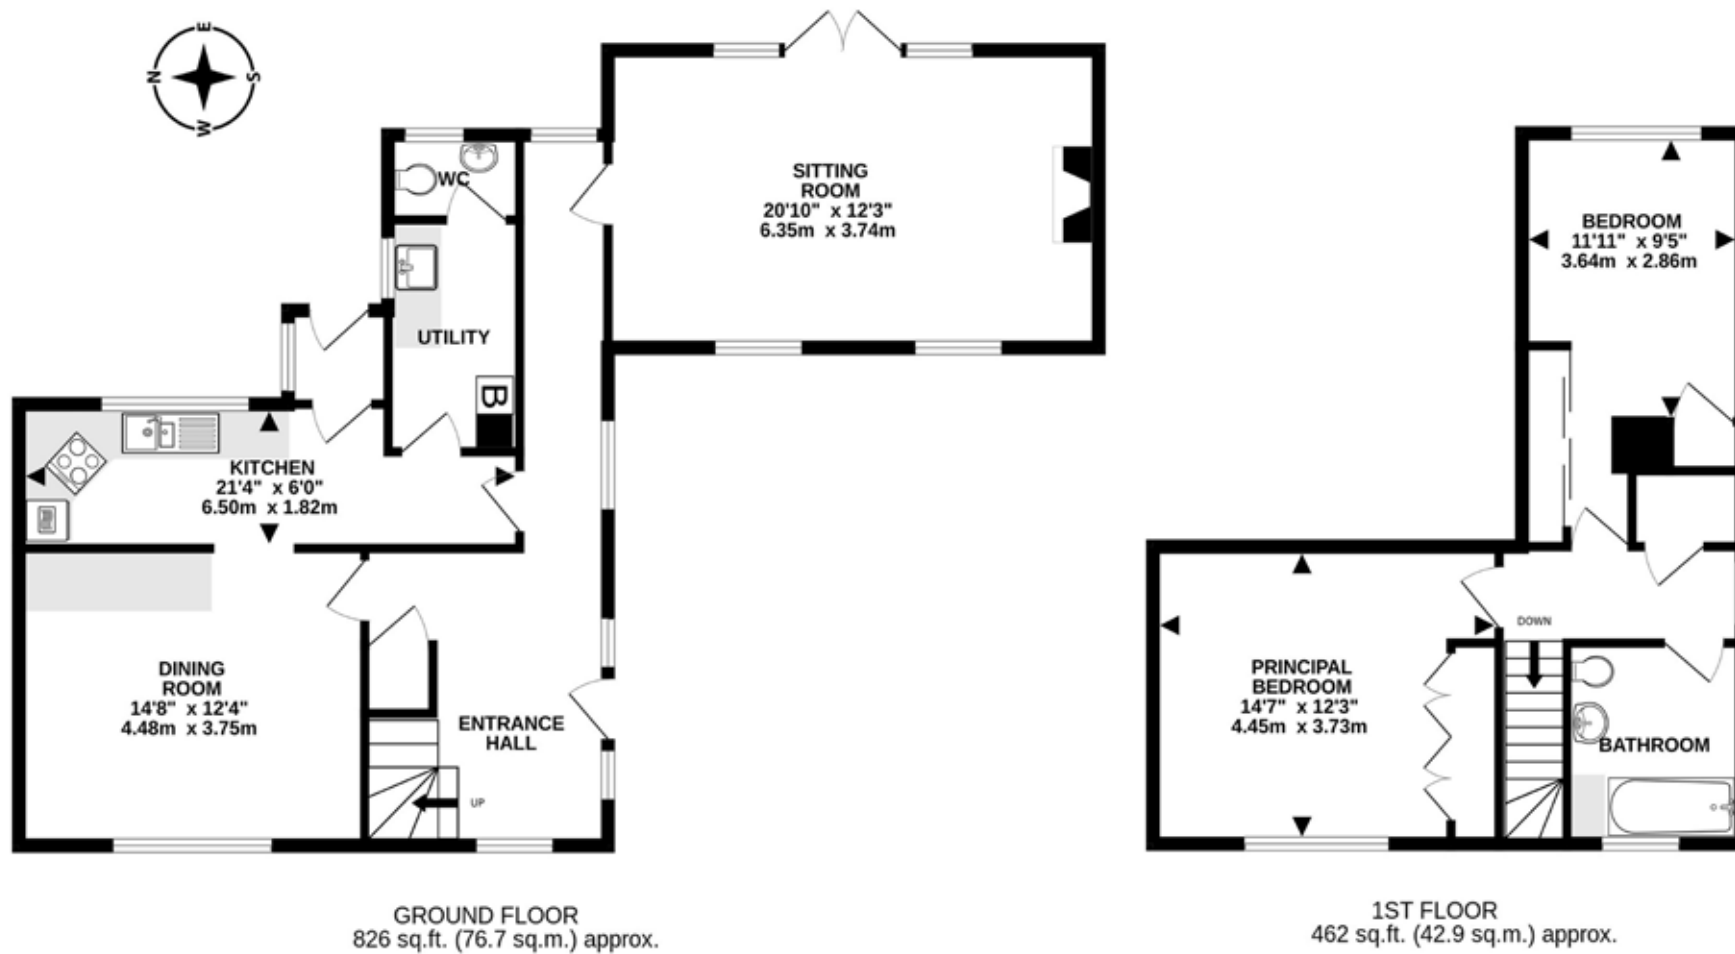 E
N
S
W
WC
SITTING
ROOM
20'10" x 12'3"
6.35m x 3.74m
UTILITY
B
KITCHEN
21'4" x 6'0"
6.50m x 1.82m
DINING
ROOM
14'8" x 12'4"
4.48m x 3.75m
ENTRANCE
HALL
UP
GROUND FLOOR
826 sq.ft. (76.7 sq.m.) approx.
BEDROOM
11'11" x 9'5"
3.64m x 2.86m
DOWN
PRINCIPAL
BEDROOM
14'7" x 12'3"
4.45m x 3.73m
BATHROOM
1ST FLOOR
462 sq.ft. (42.9 sq.m.) approx.